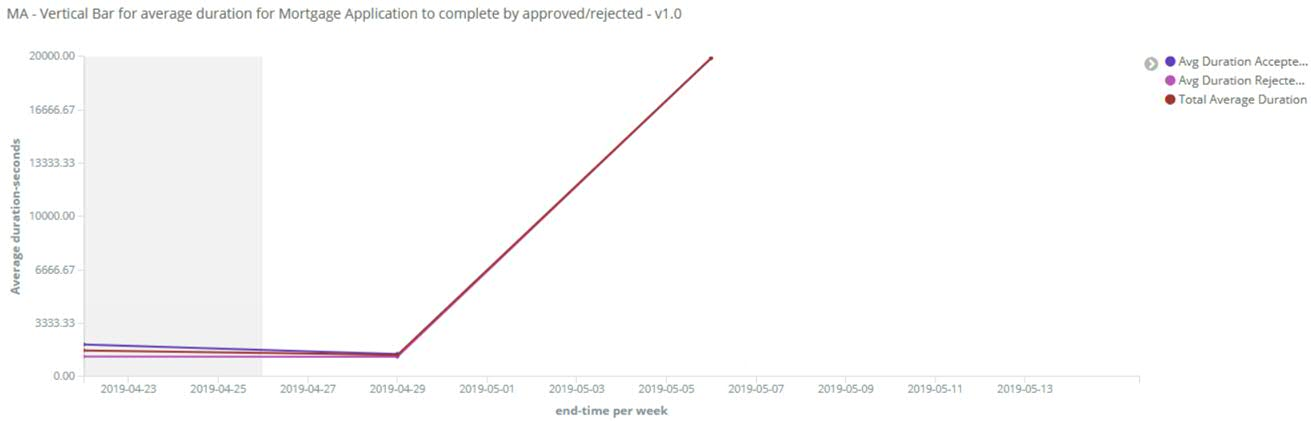 MA - Vertical Bar for average duration for Mortgage Application to complete by approved/rejected - v1.0
20000.00
16666.67
13333.33
10000.00
6666.67
3333.33
0.00
Average duration-seconds
2019-04-23 2019-04-25 2019-04-27 2019-04-29 2019-05-01 2019-05-03 2019-05-05 2019-05-07 2019-05-09 2019-05-11 2019-05-13
end-time per week
Avg Duration Accepte...
Avg Duration Rejecte...
Total Average Duration